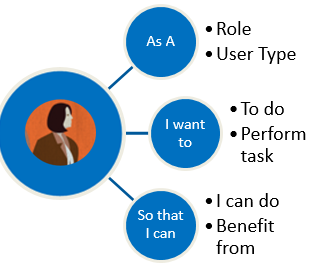 As A
• Role
• User Type
I want
to
• To do
• Perform
task
So that
I can
• I can do
• Benefit
from